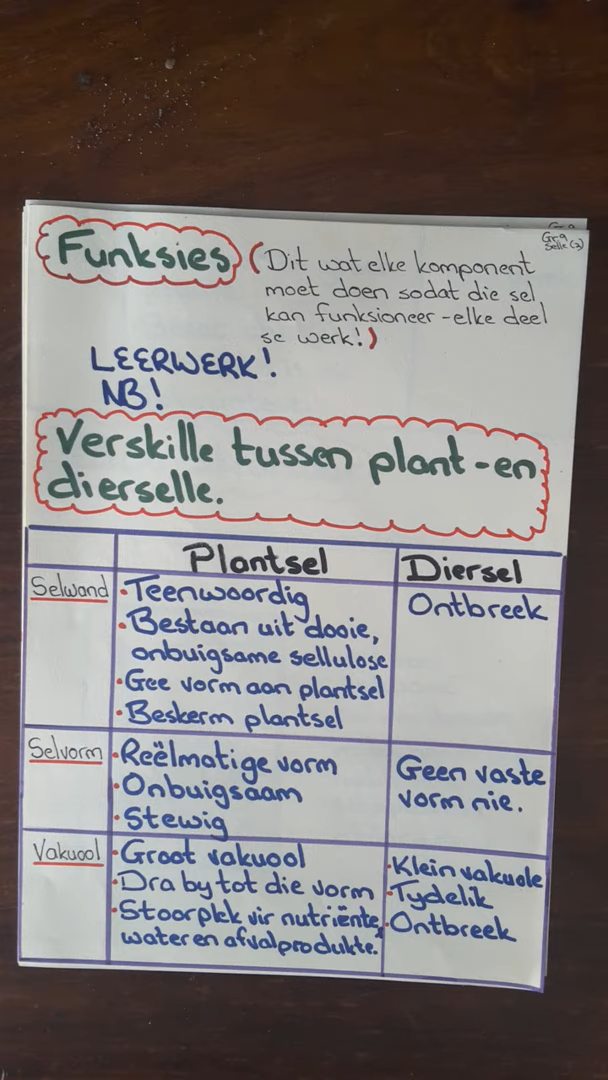 Gr 9
Selle (3)
Funksies (Dit wat elke komponent
moet doen sodat die sel
kan funksioneer - elke deel
se werk!)
LEERWERK!
NB!
Verskille tussen plant-en
dierselle.
Plantsel Diersel
Selwand
• Teenwoordig
• Bestaan uit dooie,
onbuigsame sellulose
• Gee vorm aan plantsel
• Beskerm plantsel
Ontbreek
Selvorm
• Reëlmatige vorm
• Onbuigsaam
• Stewig
Geen vaste
vorm nie.
Vakuool
• Groot vakuool
• Dra by tot die vorm
• Stoorplek vir nutriënte,
water en afvalprodukte.
• Klein vakuole
• Tydelik
• Ontbreek